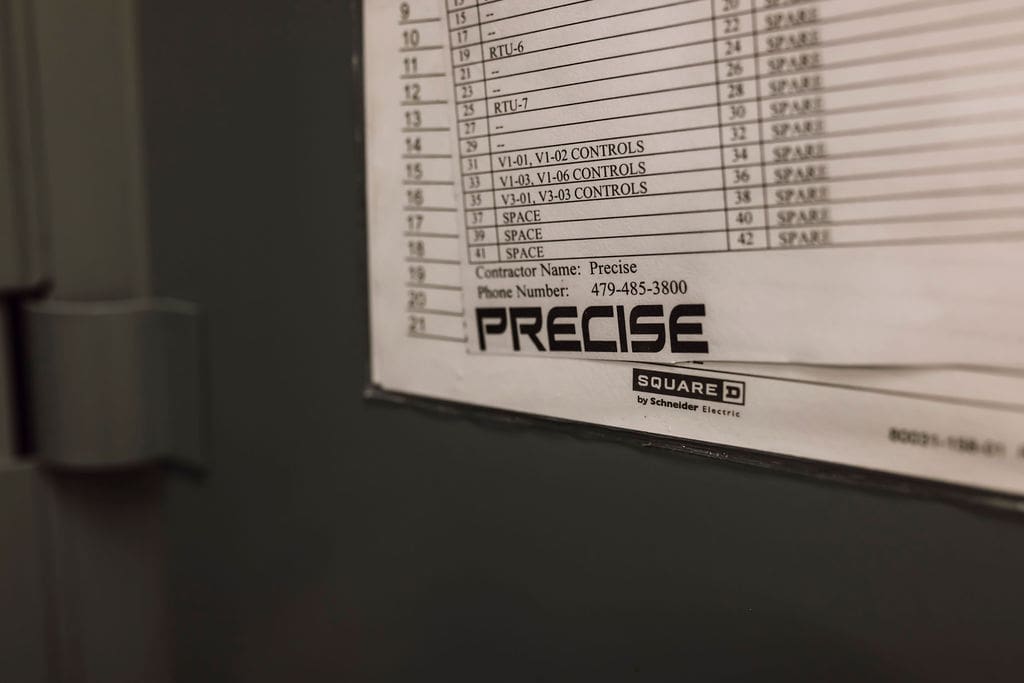 9
10
11
12
13
14
15
16
17
18
19
20
21
13
15 --
17 --
19 RTU-6 20 SPARE
21 -- 22 SPARE
23 -- 24 SPARE
25 RTU-7 26 SPARE
27 -- 28 SPARE
29 -- 30 SPARE
31 V1-01, V1-02 CONTROLS 32 SPARE
33 V1-03, V1-06 CONTROLS 34 SPARE
35 V3-01, V3-03 CONTROLS 36 SPARE
37 SPACE 38 SPARE
39 SPACE 40 SPARE
41 SPACE 42 SPARE
Contractor Name: Precise
Phone Number: 479-485-3800
PRECISE
SQUARE D
by Schneider Electric